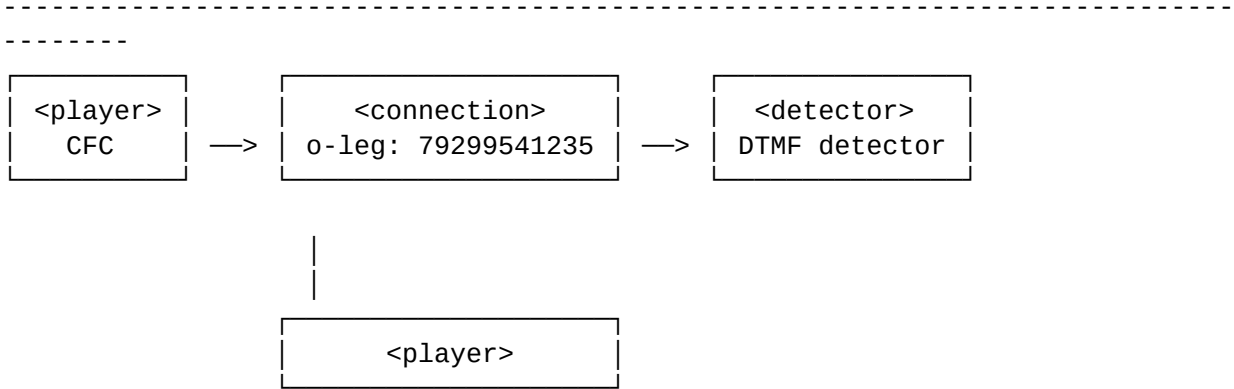 - - - - - - - - - - - - - - - - - - - - - - - - - - - - - - - - - - - - - - - - - - - - - - - - - - - - - - - - - - - - - - - - - - - - - - - - - - - - - -
- - - - - - - -
<player> <connection> <detector>
CFC ──> o-leg: 79299541235 ──> DTMF detector
<player>